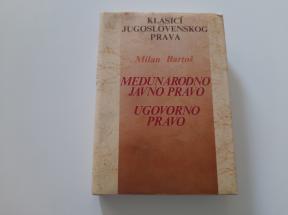 KLASICI
JUGOSLOVENSKOG
PRAVA
Milan Bartoš
MEĐUNARODNO
JAVNO PRAVO
UGOVORNO
PRAVO